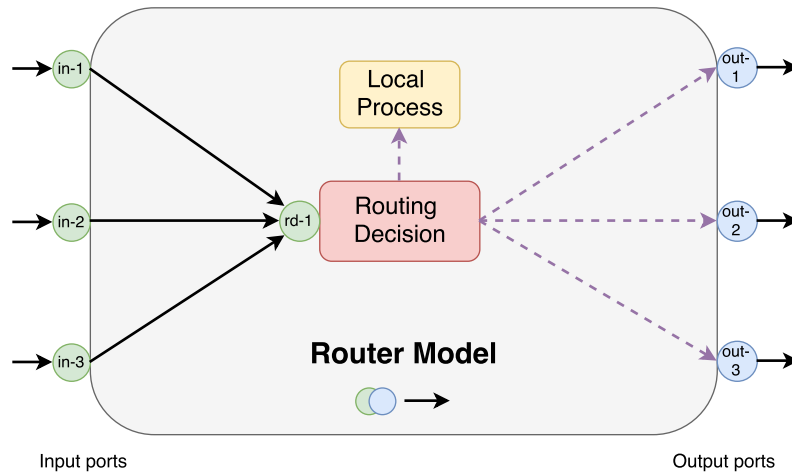 in-1
Local
Process
out-
1
in-2
rd-1
Routing
Decision
out-
2
in-3
Router Model
out-
3
Input ports
Output ports